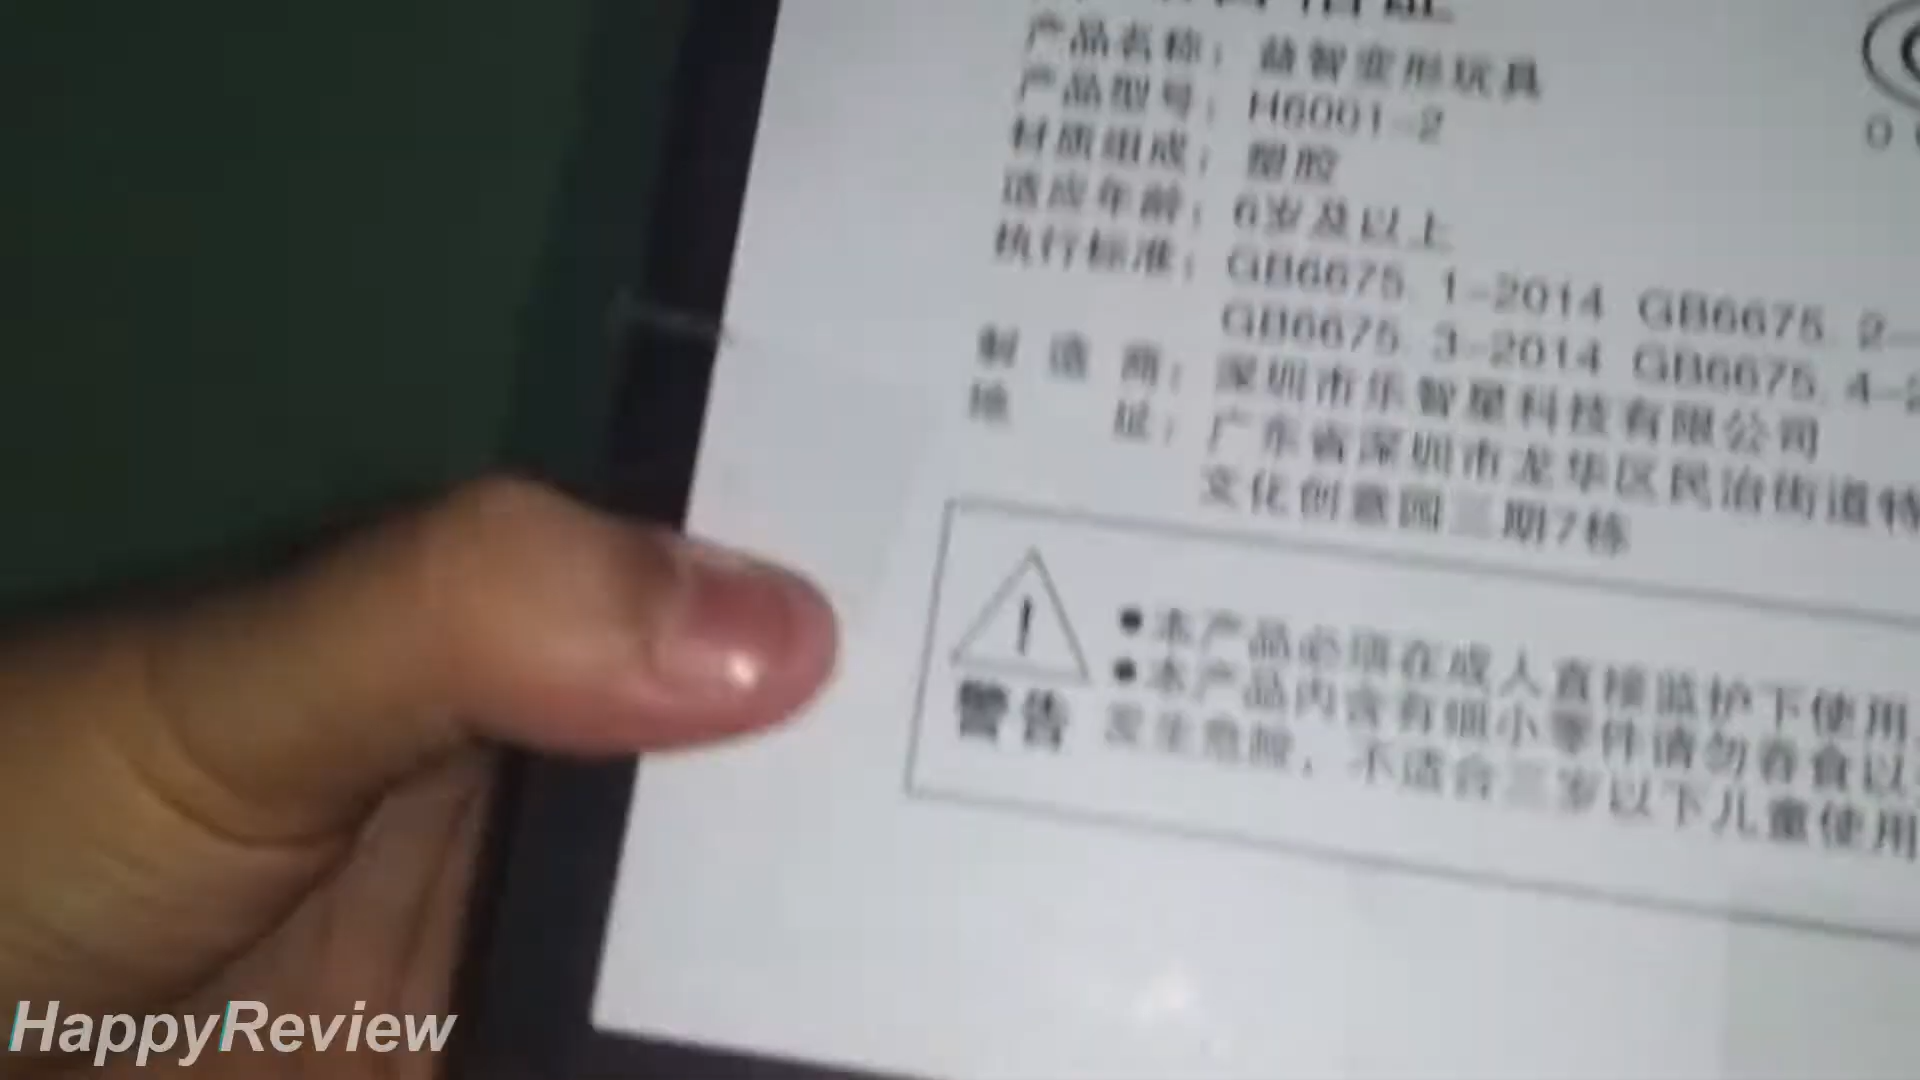 产品名称：益智变形玩具
产品型号：H6001-2
材质组成：塑胶
适应年龄：6岁及以上
执行标准：GB6675.1-2014 GB6675.2-
GB6675.3-2014 GB6675.4-2
制造商：深圳市乐智星科技有限公司
地址：广东省深圳市龙华区民治街道特
文化创意园三期7栋
●本产品必须在成人直接监护下使用
●本产品内含有细小零件请勿吞食以
警告
发生危险，不适合三岁以下儿童使用
HappyReview